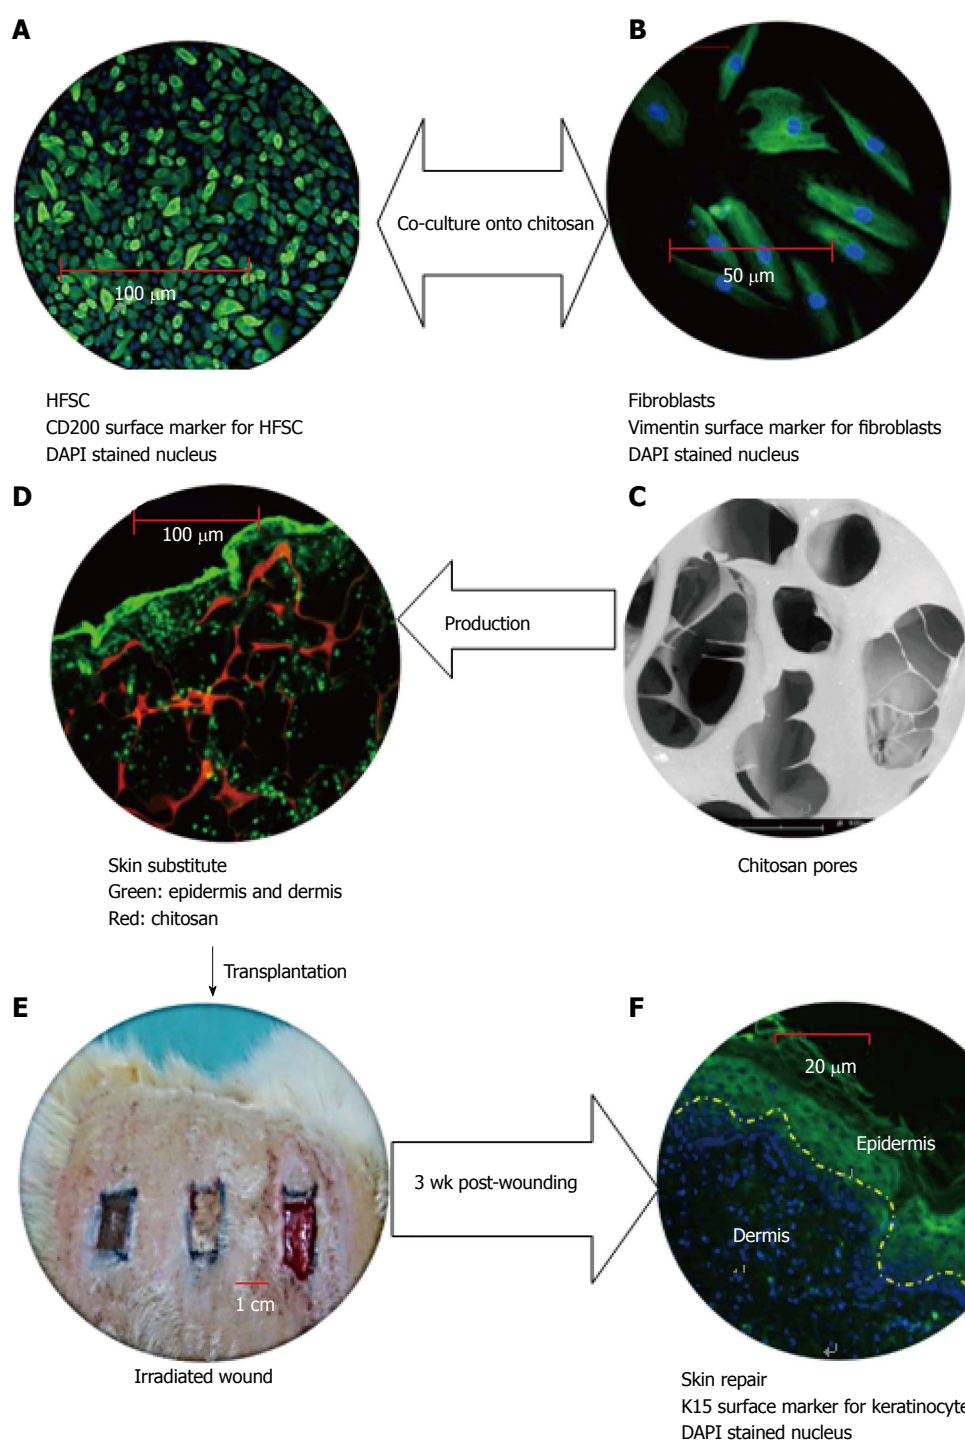 A
B
100 μm
Co-culture onto chitosan
50 μm
HFSC
CD200 surface marker for HFSC
DAPI stained nucleus
Fibroblasts
Vimentin surface marker for fibroblasts
DAPI stained nucleus
D
C
100 μm
Production
Skin substitute
Green: epidermis and dermis
Red: chitosan
Chitosan pores
Transplantation
E
F
20 μm
Epidermis
3 wk post-wounding
Dermis
1 cm
Irradiated wound
Skin repair
K15 surface marker for keratinocyte
DAPI stained nucleus